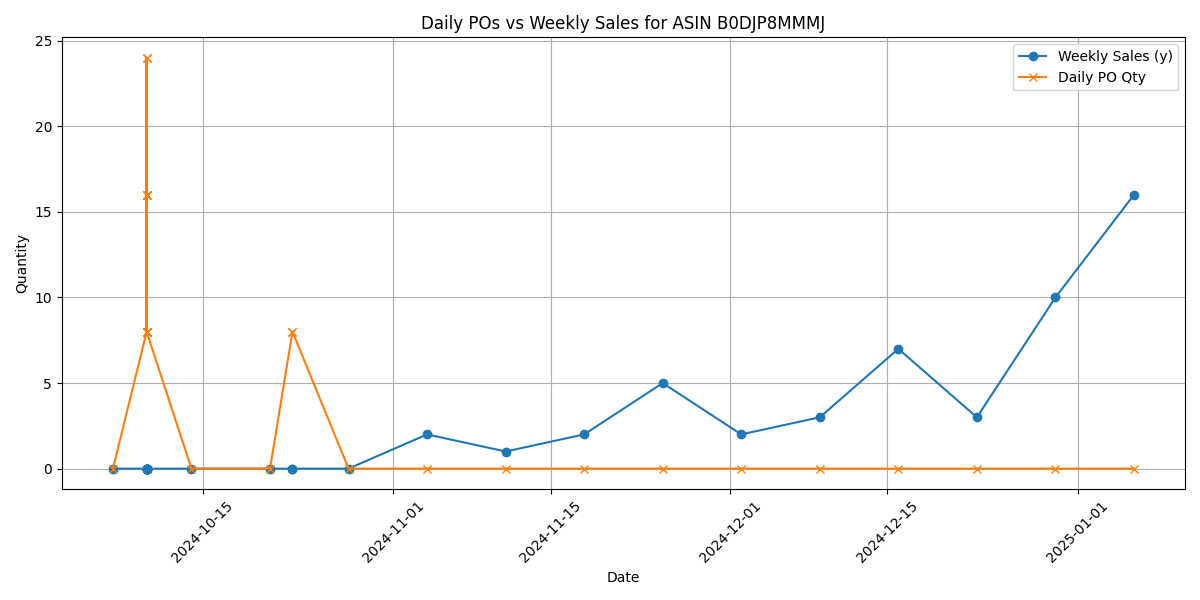 Daily POs vs Weekly Sales for ASIN B0DJP8MMMJ
Weekly Sales (y)
Daily PO Qty
25
20
15
10
5
0
Quantity
2024-10-15
2024-11-01
2024-11-15
2024-12-01
2024-12-15
2025-01-01
Date